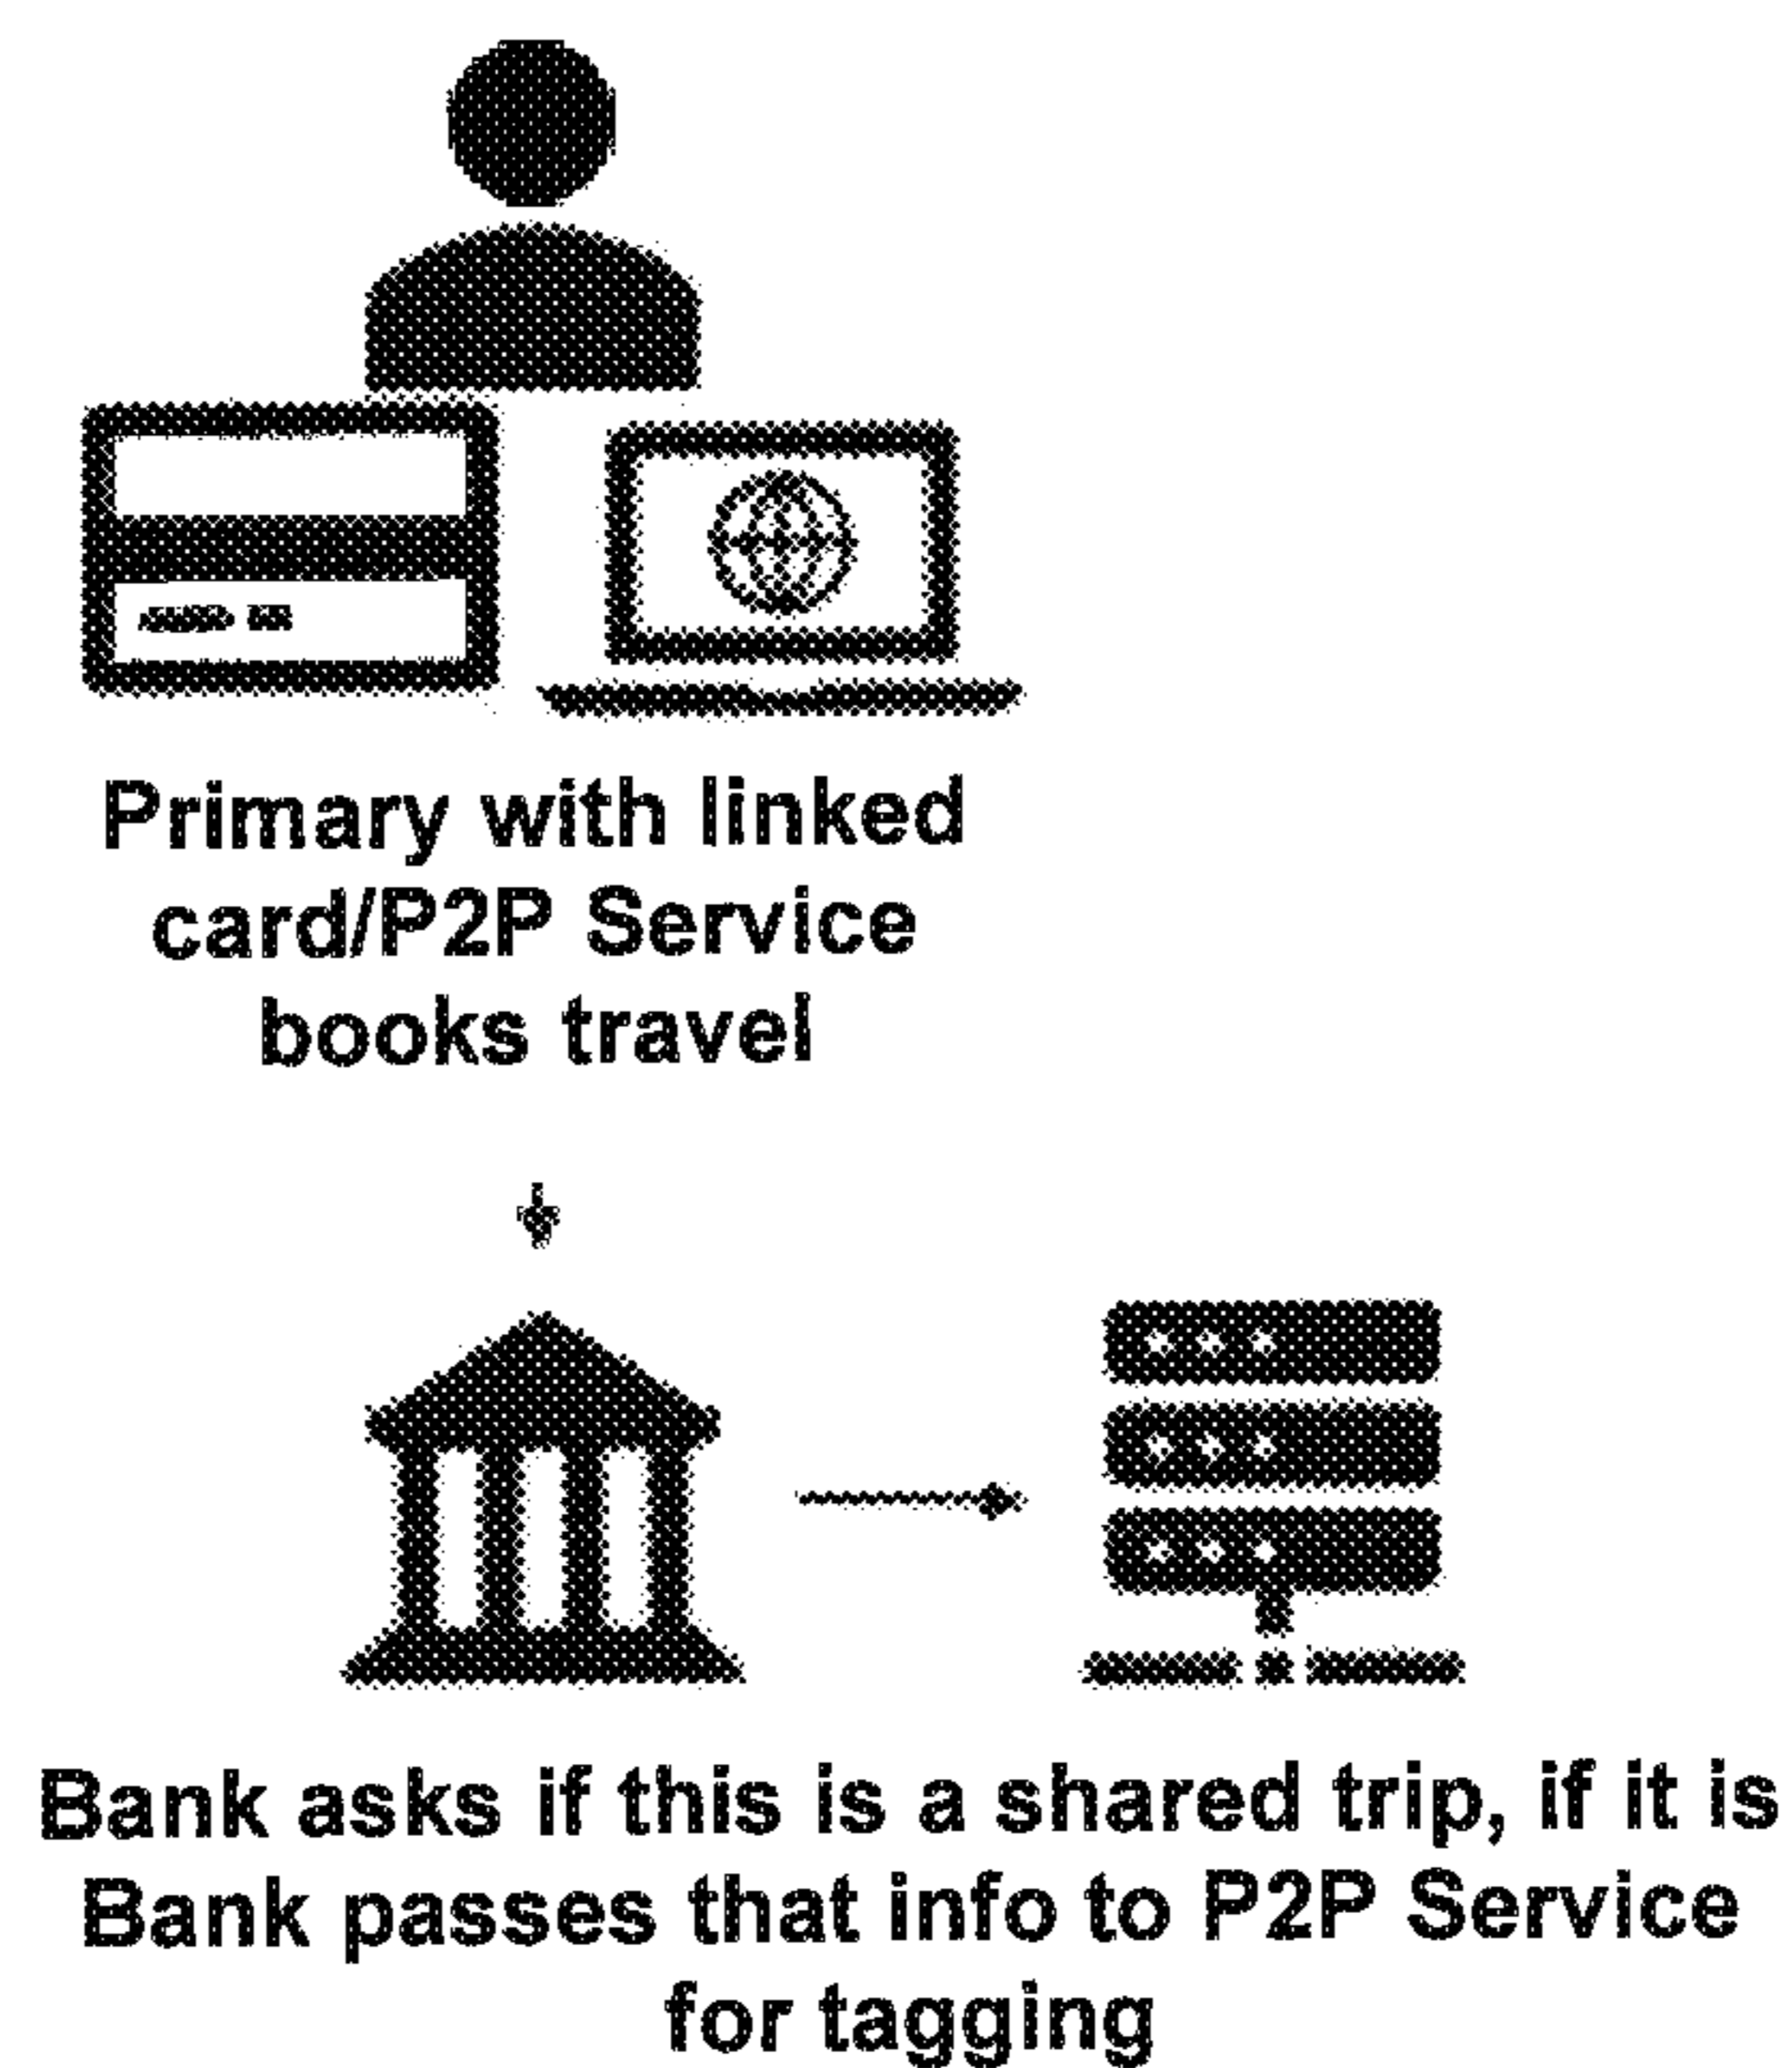 Primary with linked
card/P2P Service
books travel
Bank asks if this is a shared trip, if it is
Bank passes that info to P2P Service
for tagging